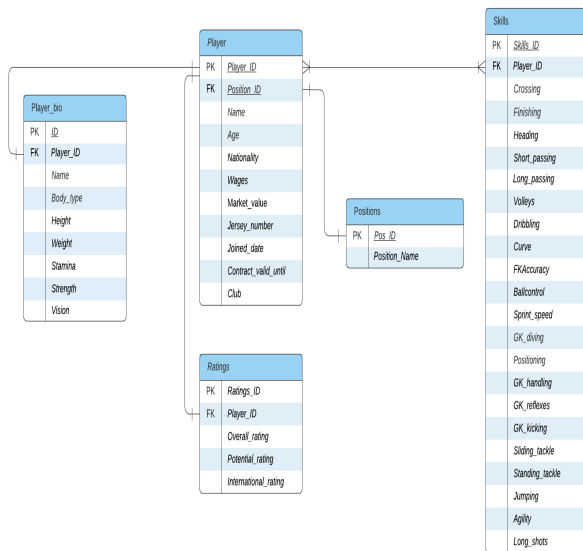 Player_bio
PK ID
FK Player_ID
Name
Body_type
Height
Weight
Stamina
Strength
Vision
Player
PK Player_ID
FK Position_ID
Name
Age
Nationality
Wages
Market_value
Jersey_number
Joined_date
Contract_valid_until
Club
Ratings
PK Ratings_ID
FK Player_ID
Overall_rating
Potential_rating
International_rating
Positions
PK Pos_ID
Position_Name
Skills
PK Skills_ID
FK Player_ID
Crossing
Finishing
Heading
Short_passing
Long_passing
Volleys
Dribbling
Curve
FKAccuracy
Ballcontrol
Sprint_speed
GK_diving
Positioning
GK_handling
GK_reflexes
GK_kicking
Sliding_tackle
Standing_tackle
Jumping
Agility
Long_shots